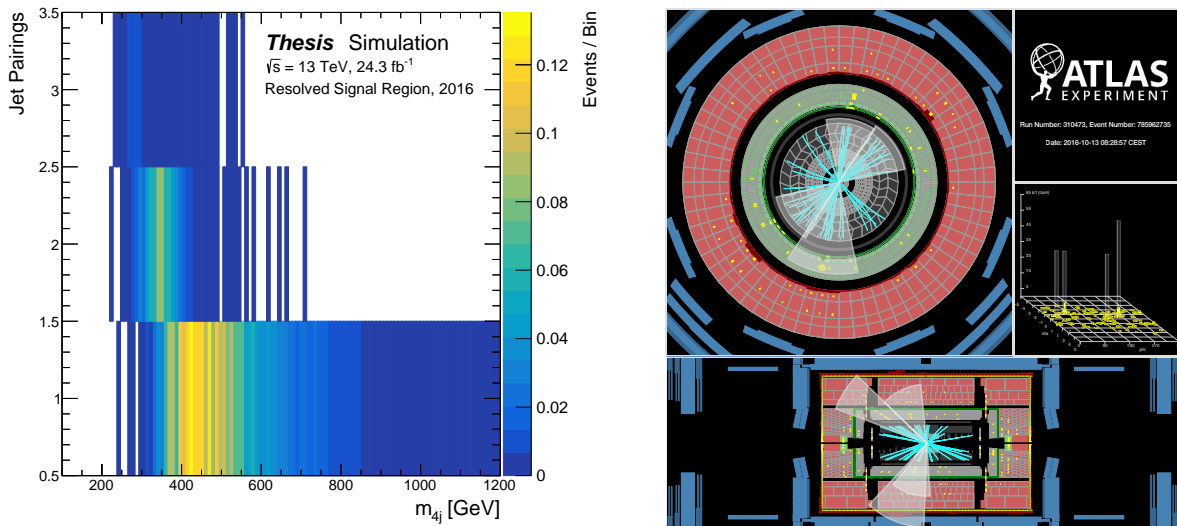 3.5
3
2.5
2
1.5
1
0.5
Jet Pairings
Thesis Simulation
√s = 13 TeV, 24.3 fb⁻¹
Resolved Signal Region, 2016
200 400 600 800 1000 1200
m4j [GeV]
0.12
0.1
0.08
0.06
0.04
0.02
0
Events / Bin
ATLAS
EXPERIMENT
Run Number: 310473, Event Number: 785962735
Date: 2016-10-13 08:28:57 CEST